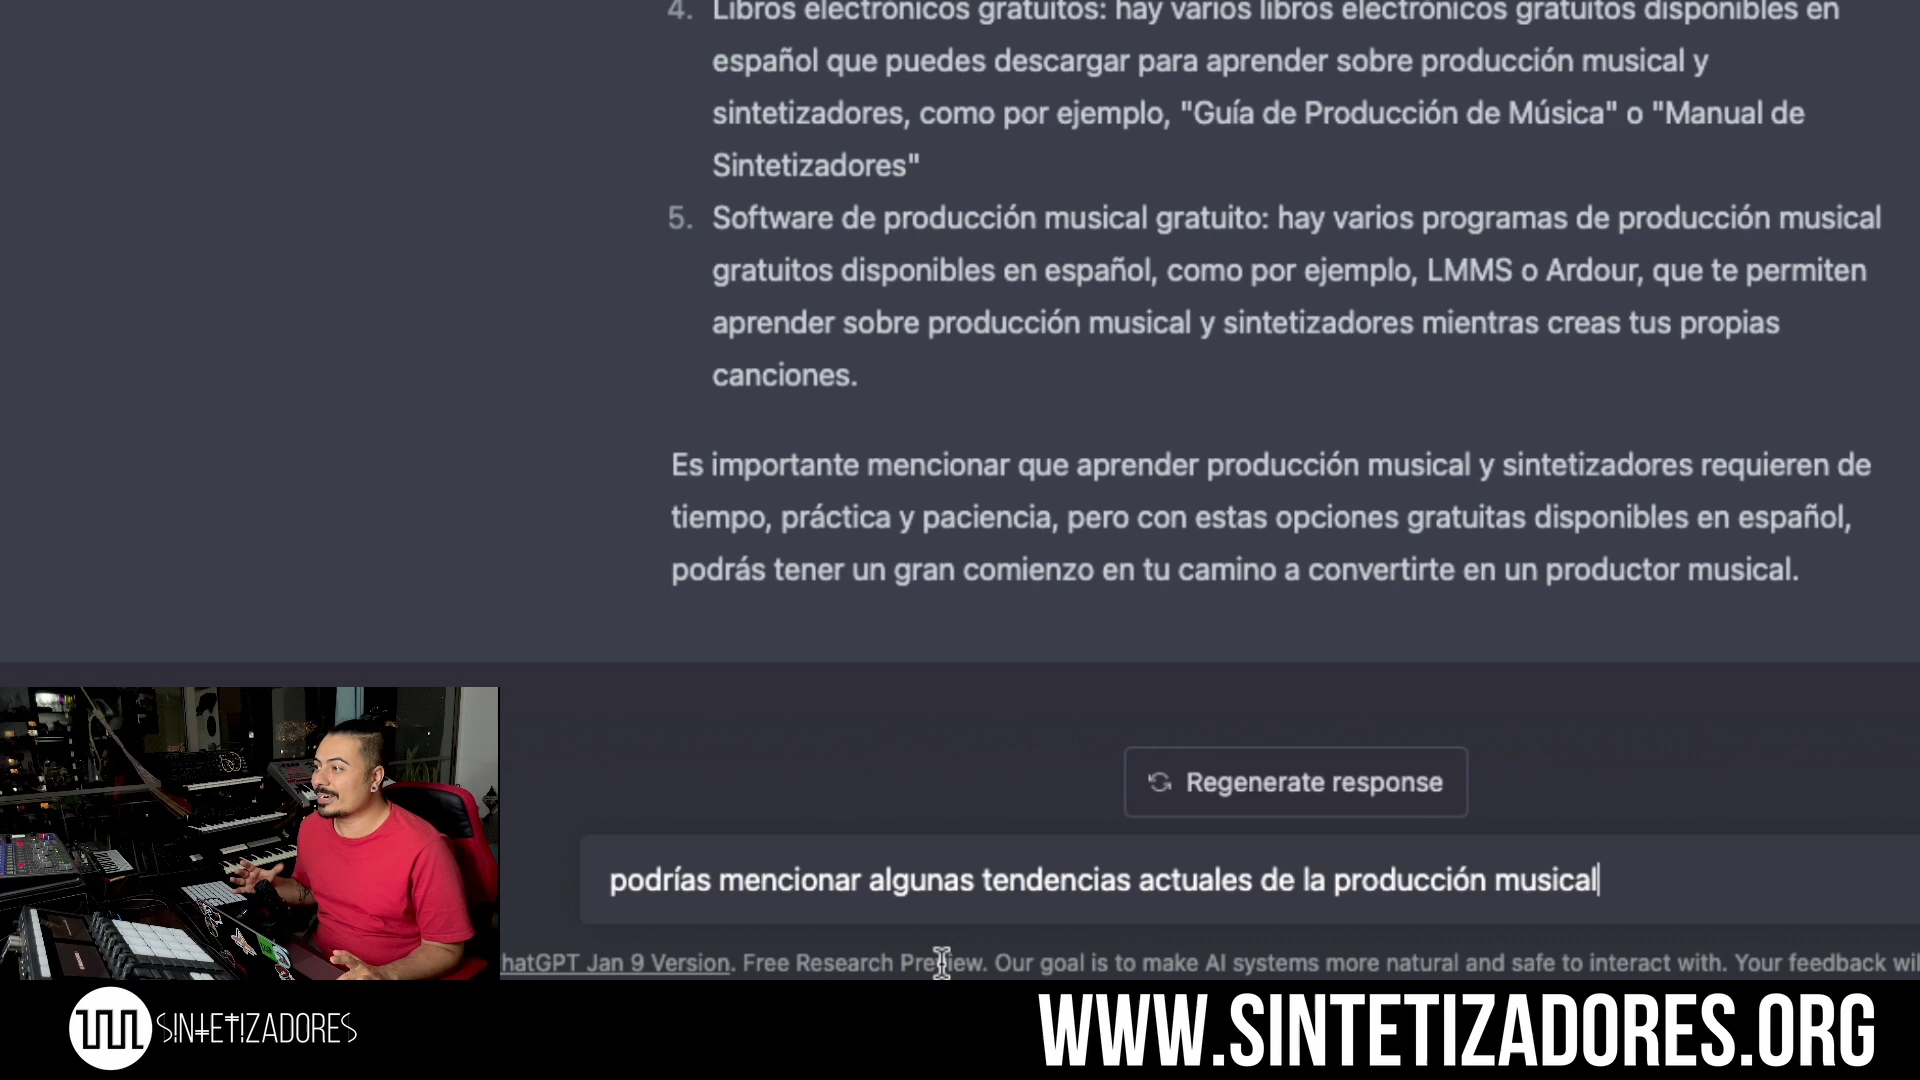 4. Libros electrónicos gratuitos: hay varios libros electrónicos gratuitos disponibles en
español que puedes descargar para aprender sobre producción musical y
sintetizadores, como por ejemplo, "Guía de Producción de Música" o "Manual de
Sintetizadores"
5. Software de producción musical gratuito: hay varios programas de producción musical
gratuitos disponibles en español, como por ejemplo, LMMS o Ardour, que te permiten
aprender sobre producción musical y sintetizadores mientras creas tus propias
canciones.
Es importante mencionar que aprender producción musical y sintetizadores requieren de
tiempo, práctica y paciencia, pero con estas opciones gratuitas disponibles en español,
podrás tener un gran comienzo en tu camino a convertirte en un productor musical.
Regenerate response
podrías mencionar algunas tendencias actuales de la producción musical
hatGPT Jan 9 Version. Free Research Preview. Our goal is to make AI systems more natural and safe to interact with. Your feedback wil
SINTETIZADORES
WWW.SINTETIZADORES.ORG